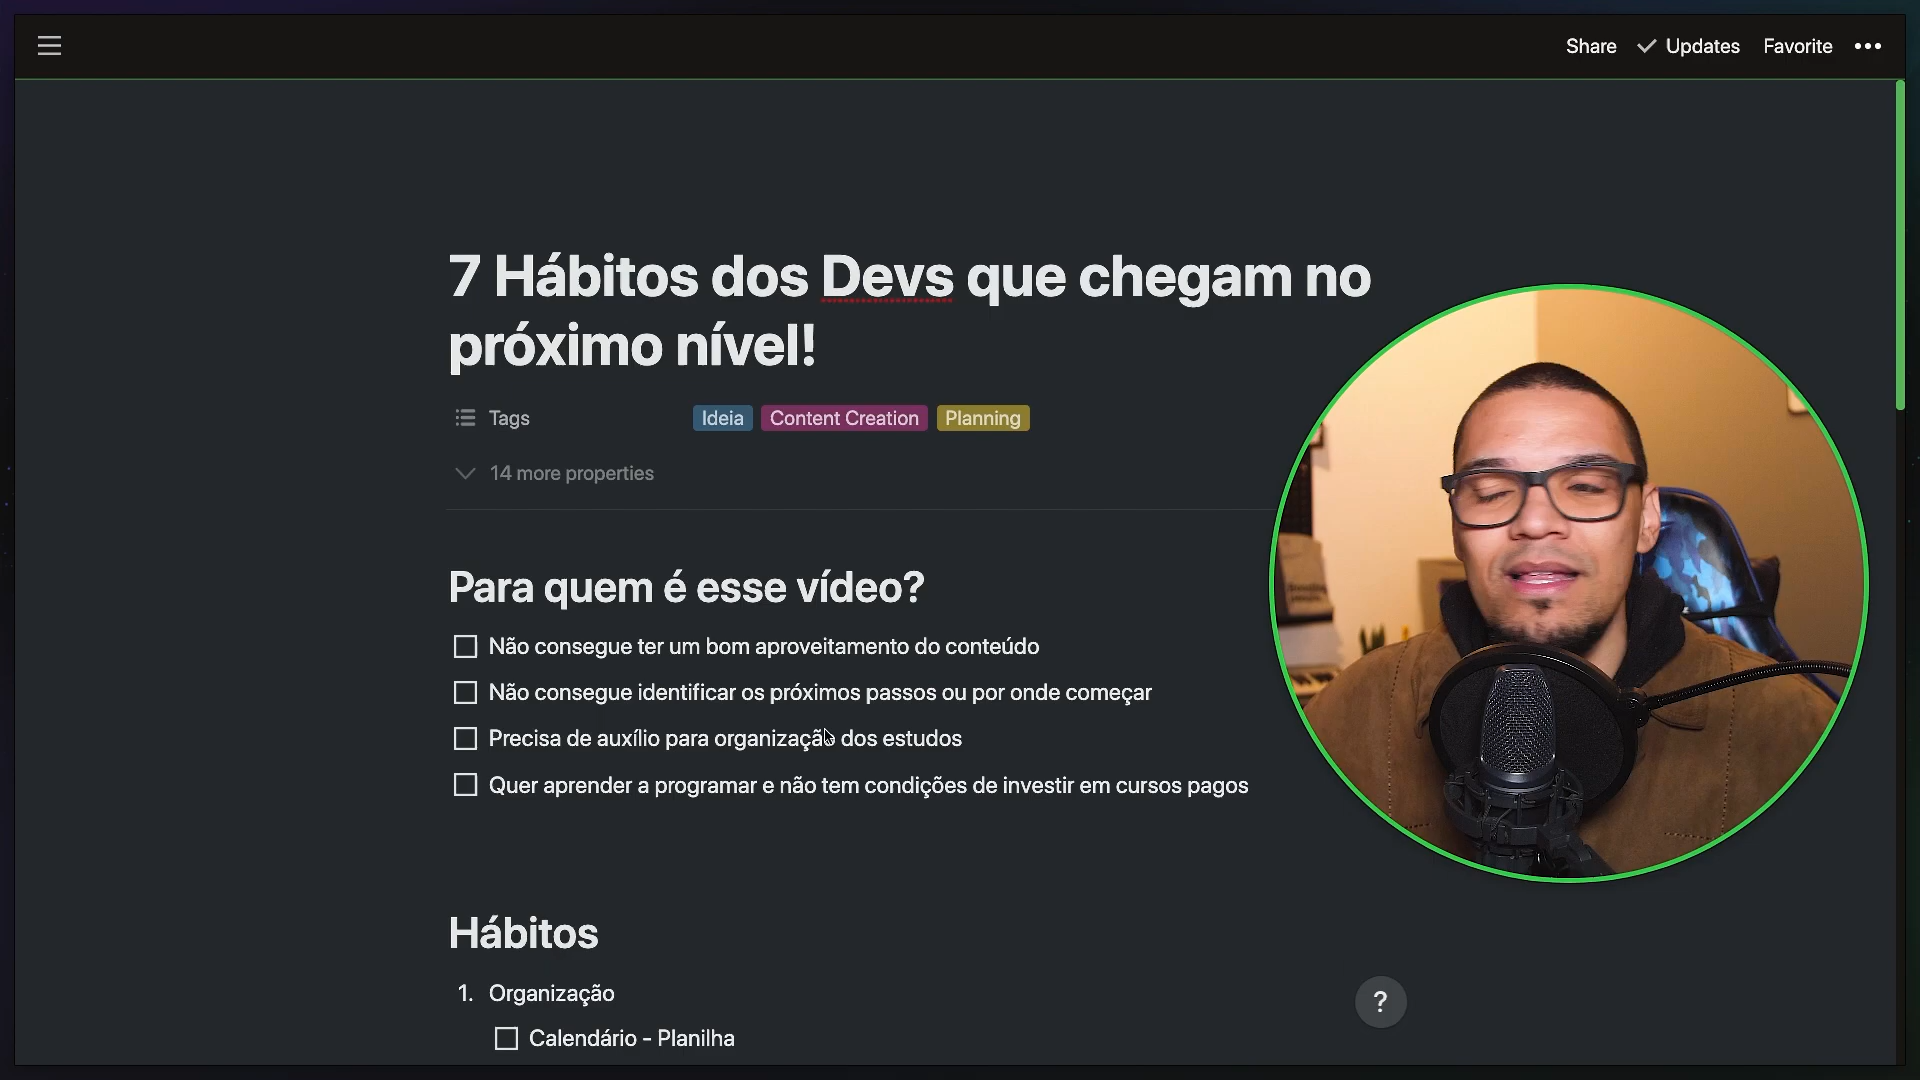 Share ✓ Updates Favorite •••
7 Hábitos dos Devs que chegam no
próximo nível!
Tags Ideia Content Creation Planning
14 more properties
Para quem é esse vídeo?
Não consegue ter um bom aproveitamento do conteúdo
Não consegue identificar os próximos passos ou por onde começar
Precisa de auxílio para organização dos estudos
Quer aprender a programar e não tem condições de investir em cursos pagos
Hábitos
1. Organização
?
Calendário - Planilha